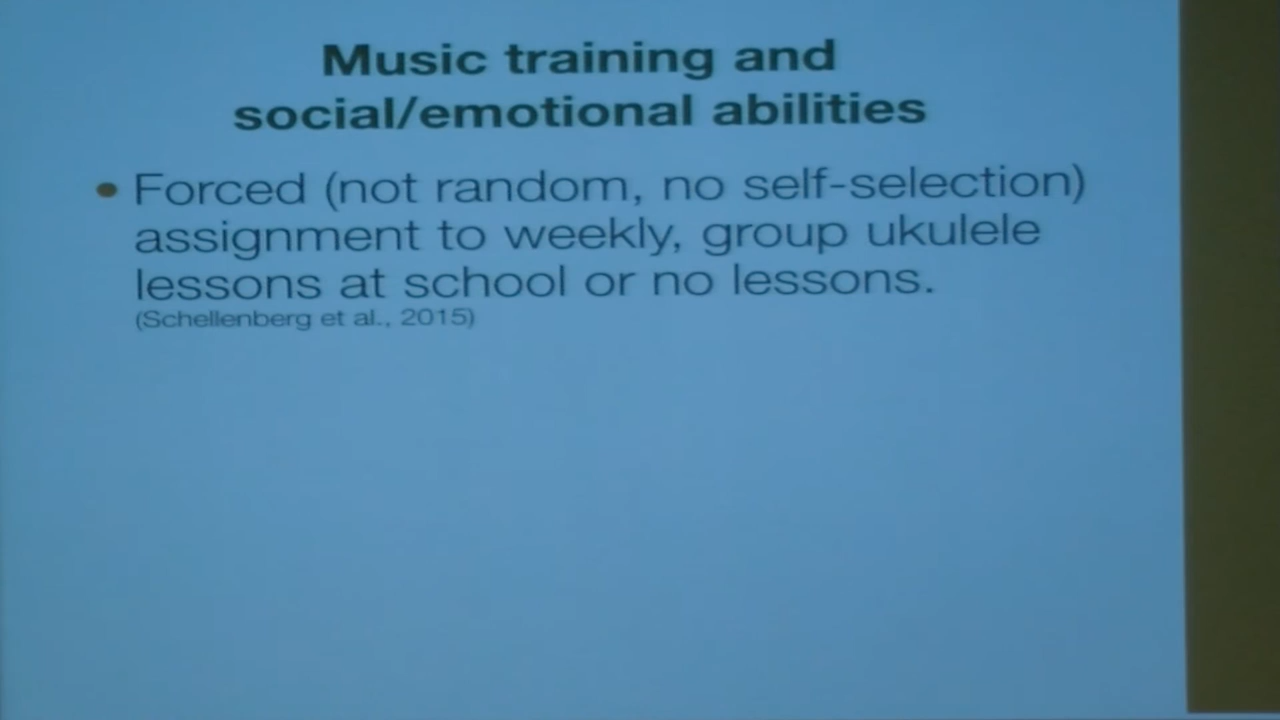 Music training and
social/emotional abilities
• Forced (not random, no self-selection)
assignment to weekly, group ukulele
lessons at school or no lessons.
(Schellenberg et al., 2015)